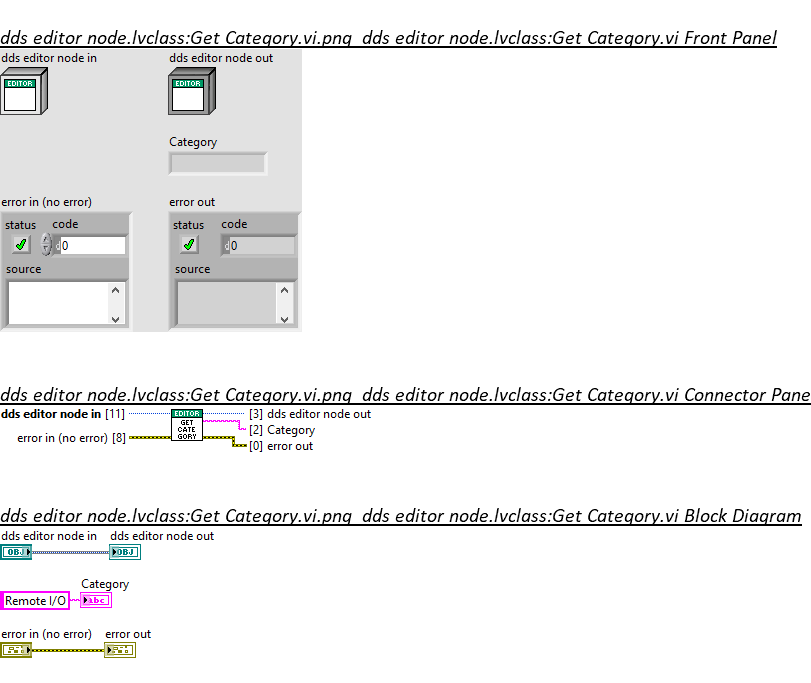 dds editor node.lvclass:Get Category.vi.png  dds editor node.lvclass:Get Category.vi Front Panel
dds editor node in
dds editor node out
EDITOR
EDITOR
Category
error in (no error)
error out
status
code
status
code
d
0
d
0
source
source
dds editor node.lvclass:Get Category.vi.png  dds editor node.lvclass:Get Category.vi Connector Pane
dds editor node in [11]
EDITOR
[3] dds editor node out
GET
CATE
GORY
[2] Category
error in (no error) [8]
[0] error out
dds editor node.lvclass:Get Category.vi.png  dds editor node.lvclass:Get Category.vi Block Diagram
dds editor node in
dds editor node out
OBJ
OBJ
Category
Remote I/O
abc
error in (no error)
error out